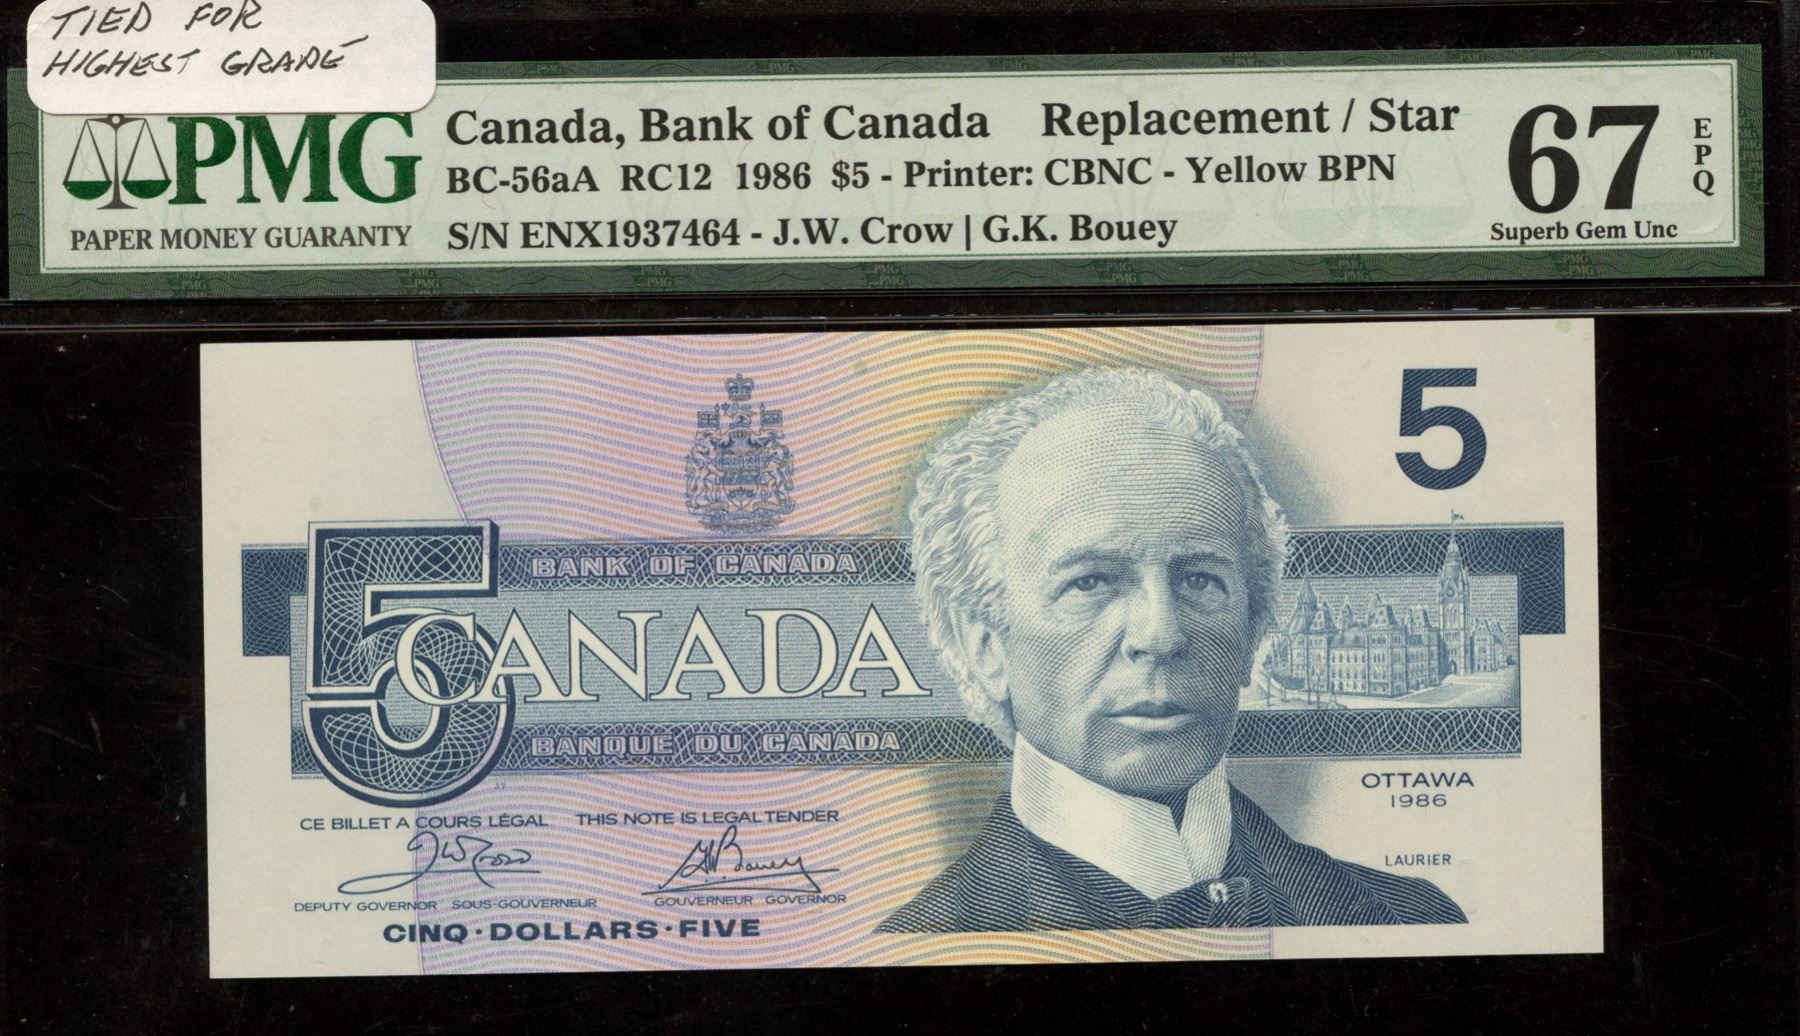 TIED FOR
HIGHEST GRADE
PMG
PAPER MONEY GUARANTY
Canada, Bank of Canada Replacement / Star
BC-56aA RC12 1986 $5 - Printer: CBNC - Yellow BPN
S/N ENX1937464 - J.W. Crow | G.K. Bouey
67
EPQ
Superb Gem Unc
5
5
BANK OF CANADA
CANADA
BANQUE DU CANADA
OTTAWA
1986
CE BILLET A COURS LÉGAL THIS NOTE IS LEGAL TENDER
LAURIER
DEPUTY GOVERNOR SOUS-GOUVERNEUR GOUVERNEUR GOVERNOR
CINQ·DOLLARS·FIVE